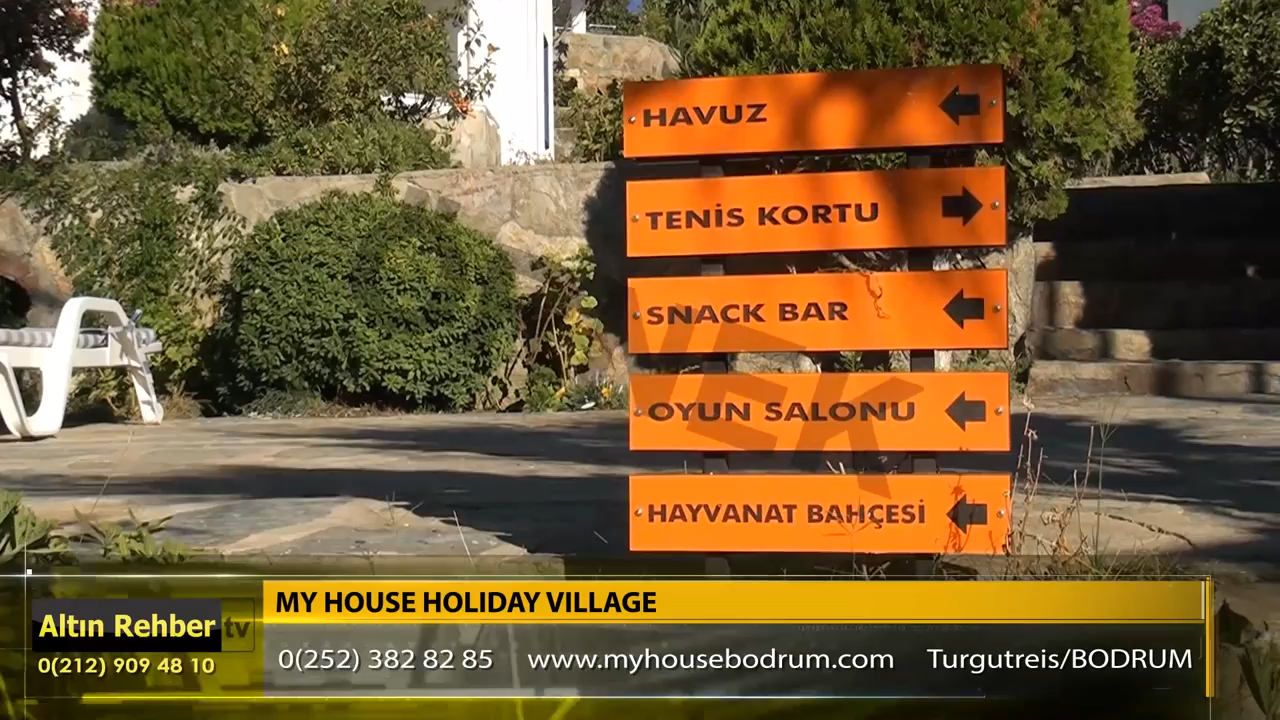 HAVUZ
TENİS KORTU
SNACK BAR
OYUN SALONU
HAYVANAT BAHÇESİ
MY HOUSE HOLIDAY VILLAGE
Altın Rehber tv
0(212) 909 48 10
0(252) 382 82 85 www.myhousebodrum.com Turgutreis/BODRUM